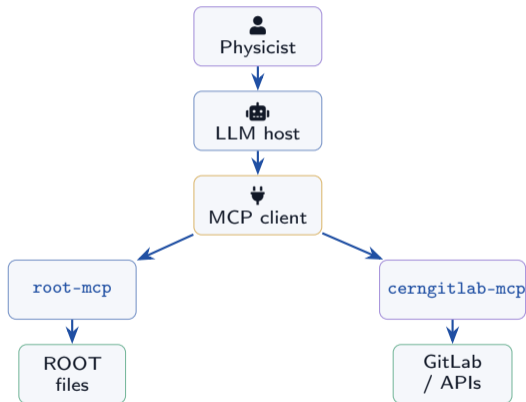 Physicist
LLM host
MCP client
root-mcp
cerngitlab-mcp
ROOT
files
GitLab
/ APIs